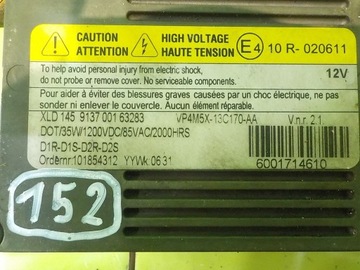 CAUTION
ATTENTION
HIGH VOLTAGE
HAUTE TENSION
E4 10 R- 020611
To help avoid personal injury from electric shock,
do not probe or remove cover. No serviceable components.
12V
Pour aider à éviter des blessures graves causées par un choc électrique, ne pas
sonder ni enlever le couvercle. Aucun élément réparable.
XLD 145 9137 001 63283
VP4M5X-13C170-AA
V.n.r. 2.1
DOT/35W/1200VDC/85VAC/2000HRS
D1R-D1S-D2R-D2S
Ordernr:101854312 YYWk:0631
6001714610
152